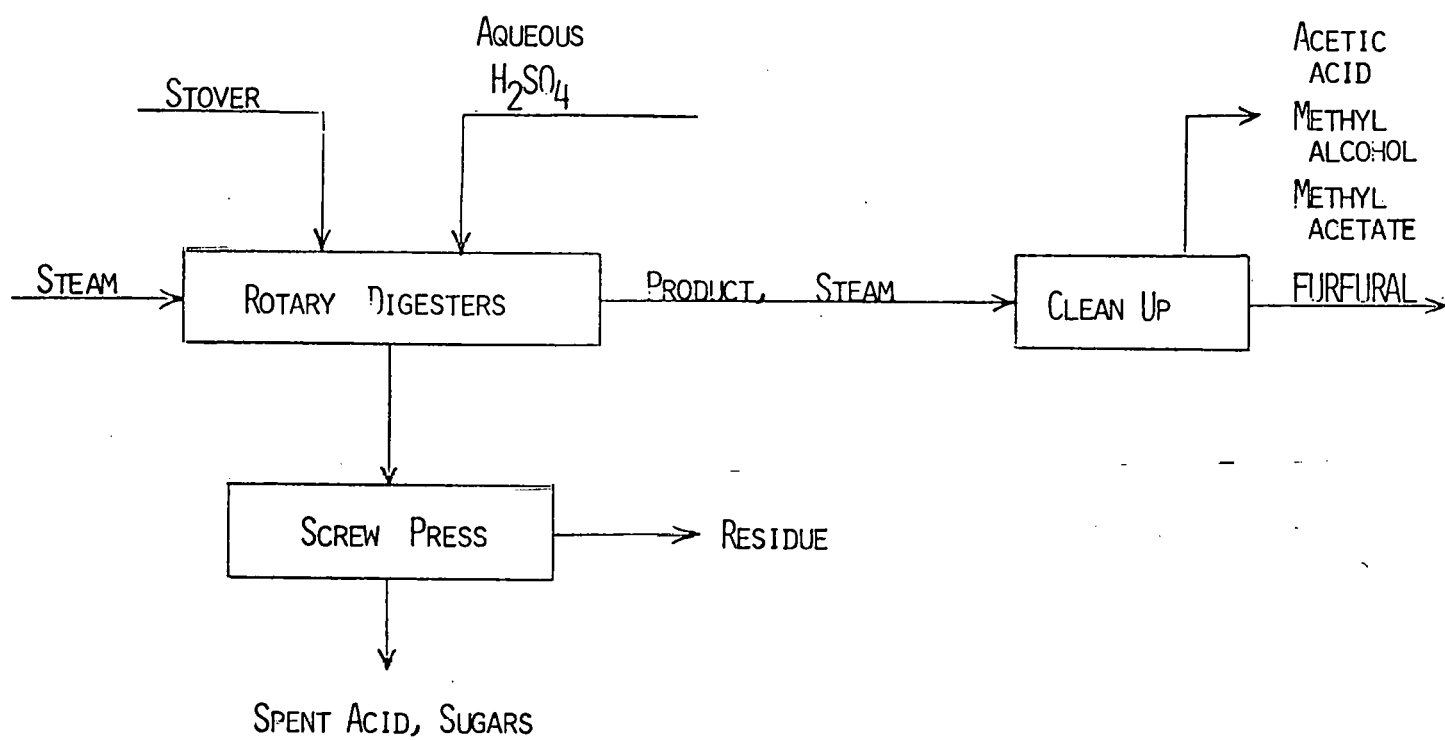 AQUEOUS
H2SO4
STOVER
ACETIC
ACID
METHYL
ALCOHOL
METHYL
ACETATE
STEAM
ROTARY DIGESTERS
PRODUCT, STEAM
CLEAN UP
FURFURAL
SCREW PRESS
RESIDUE
SPENT ACID, SUGARS